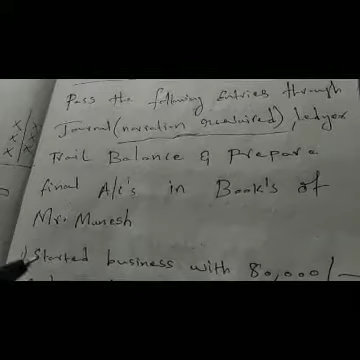 Pass the following Entries through
Journal (narration required), ledger
Trail Balance & Prepare
final A/c's in Book's of
Mr. Munesh
1) Started business with 80,000/-